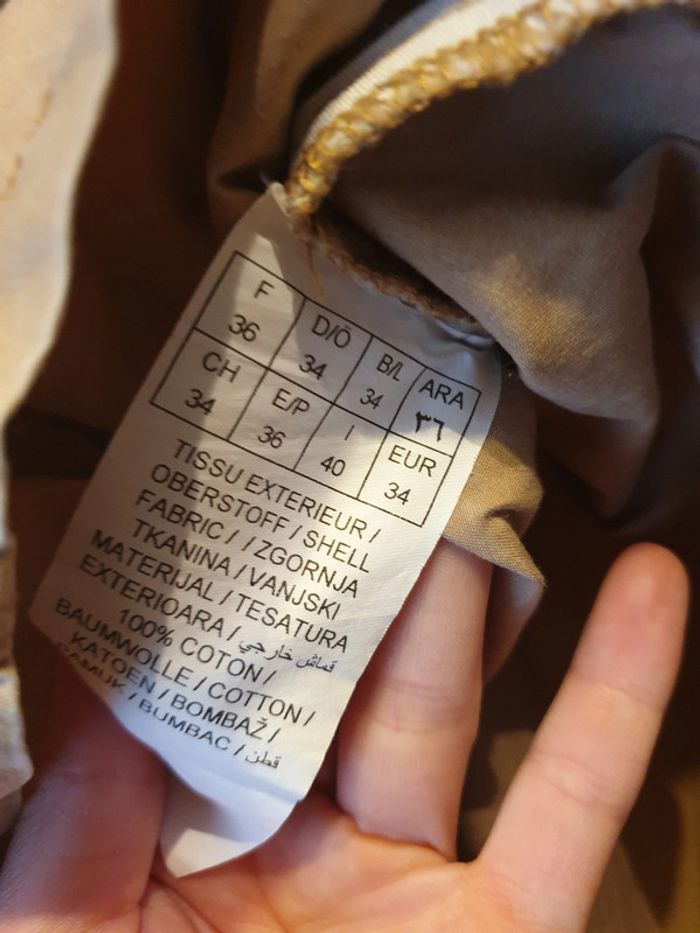 F D/Ö B/L ARA
36 34 34 ٣٦
CH E/P I EUR
34 36 40 34
TISSU EXTERIEUR /
OBERSTOFF / SHELL
FABRIC / / ZGORNJA
TKANINA / VANJSKI
MATERIJAL / TESATURA
EXTERIOARA / قماش خارجي
100% COTON /
BAUMWOLLE / COTTON /
KATOEN / BOMBAŽ /
PAMUK / BUMBAC / قطن